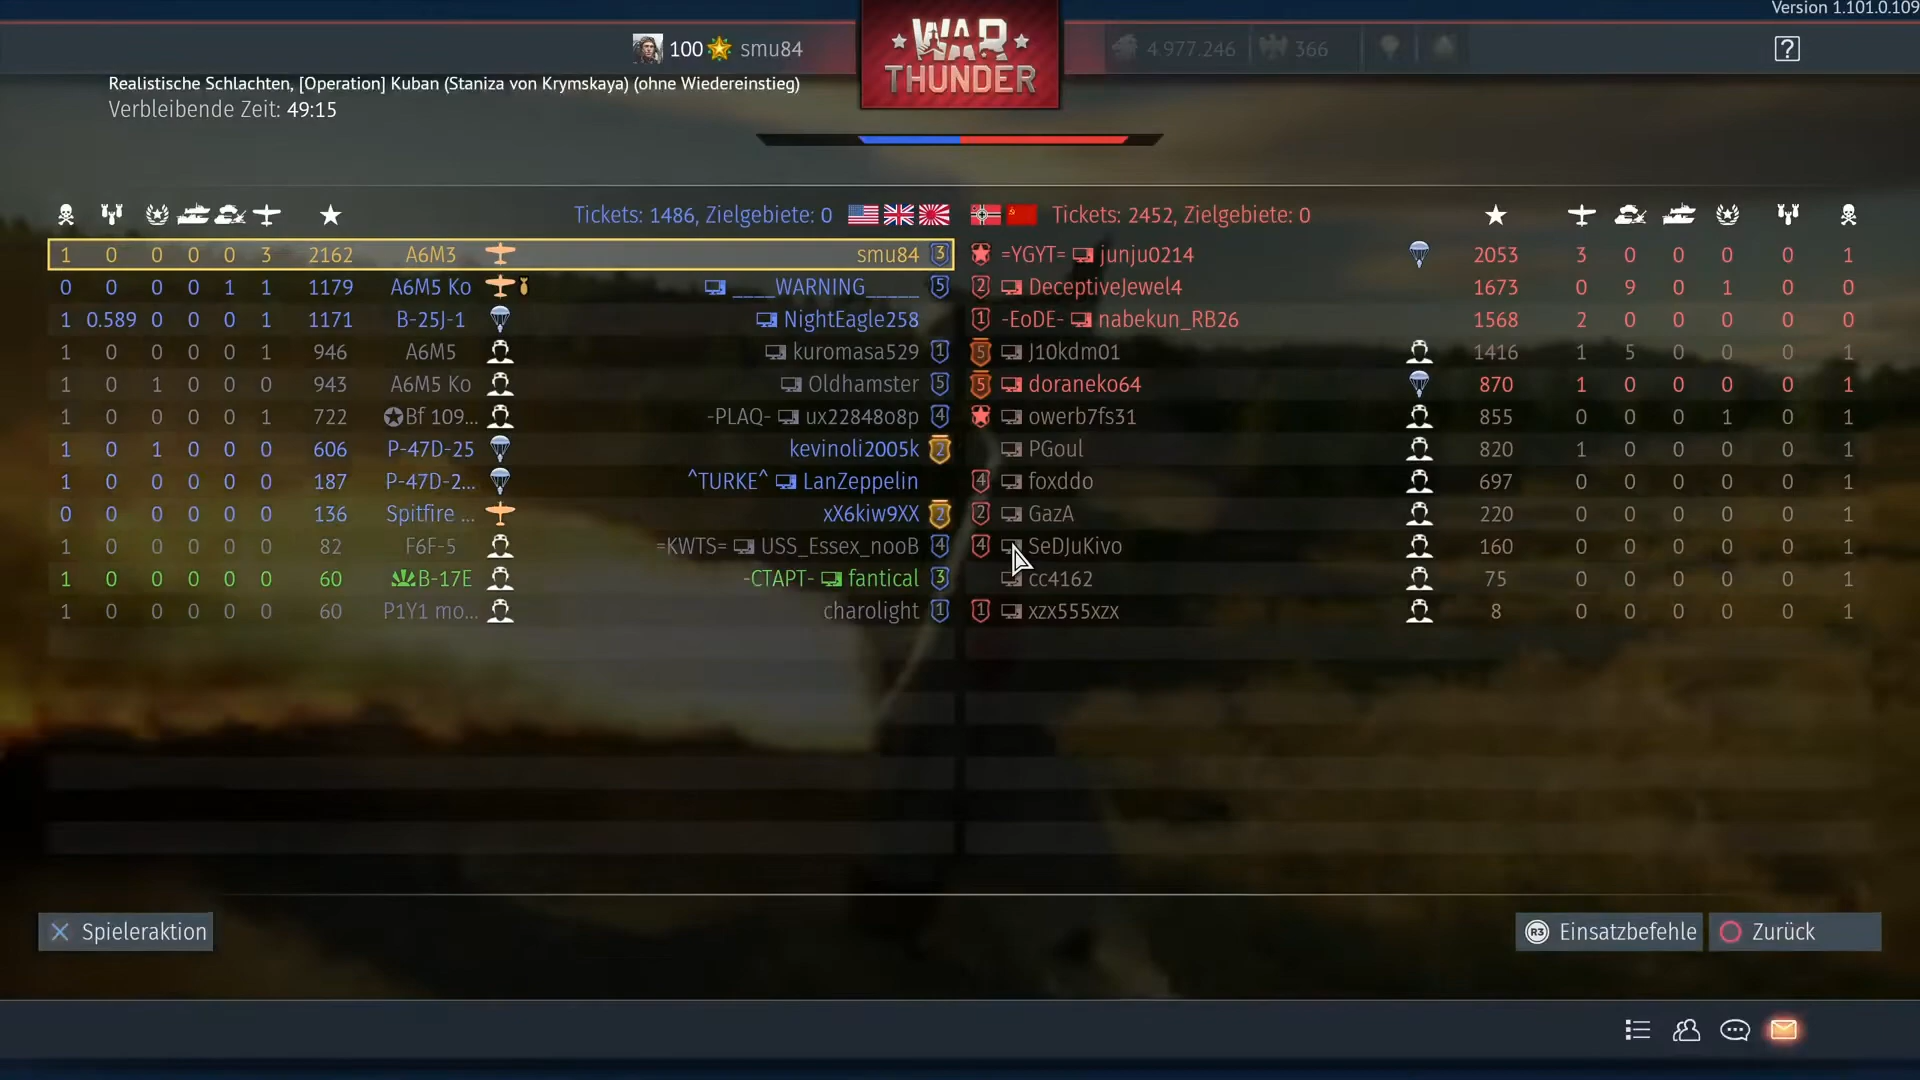 Version 1.101.0.109
100 smu84
WAR THUNDER
4.977.246 366
?
Realistische Schlachten, [Operation] Kuban (Staniza von Krymskaya) (ohne Wiedereinstieg)
Verbleibende Zeit: 49:15
Tickets: 1486, Zielgebiete: 0 Tickets: 2452, Zielgebiete: 0
1 0 0 0 0 3 2162 A6M3 smu84 3 =YGYT= junju0214 2053 3 0 0 0 0 1
0 0 0 0 1 1 1179 A6M5 Ko ____WARNING_____ 5 2 DeceptiveJewel4 1673 0 9 0 1 0 0
1 0.589 0 0 0 1 1171 B-25J-1 NightEagle258 1 -EoDE- nabekun_RB26 1568 2 0 0 0 0 0
1 0 0 0 0 1 946 A6M5 kuromasa529 1 5 J10kdm01 1416 1 5 0 0 0 1
1 0 1 0 0 0 943 A6M5 Ko Oldhamster 5 5 doraneko64 870 1 0 0 0 0 1
1 0 0 0 0 1 722 Bf 109... -PLAQ- ux22848o8p 4 owerb7fs31 855 0 0 0 1 0 1
1 0 1 0 0 0 606 P-47D-25 kevinoli2005k 2 PGoul 820 1 0 0 0 0 1
1 0 0 0 0 0 187 P-47D-2... ^TURKE^ LanZeppelin 4 foxddo 697 0 0 0 0 0 1
0 0 0 0 0 0 136 Spitfire ... xX6kiw9XX 2 2 GazA 220 0 0 0 0 0 1
1 0 0 0 0 0 82 F6F-5 =KWTS= USS_Essex_nooB 4 4 SeDJuKivo 160 0 0 0 0 0 1
1 0 0 0 0 0 60 B-17E -CTAPT- fantical 3 cc4162 75 0 0 0 0 0 1
1 0 0 0 0 0 60 P1Y1 mo... charolight 1 1 xzx555xzx 8 0 0 0 0 0 1
Spieleraktion R3 Einsatzbefehle Zurück